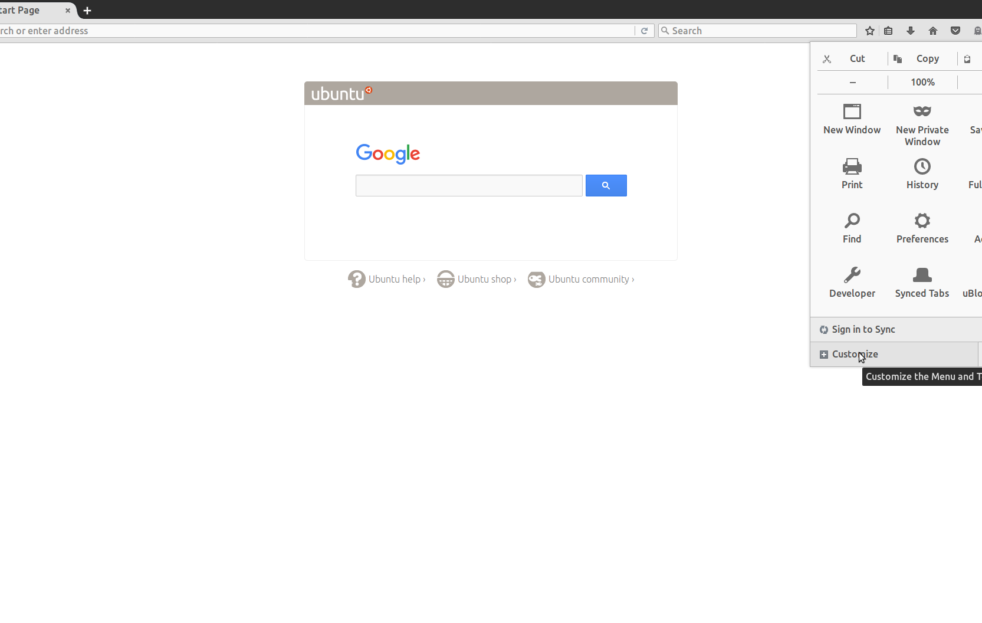 tart Page × +
rch or enter address
Search
Cut Copy
− 100%
ubuntu
New Window
New Private
Window
Sa
Google
Print History Ful
Find Preferences A
Ubuntu help ›
Ubuntu shop ›
Ubuntu community ›
Developer Synced Tabs uBlo
Sign in to Sync
Customize
Customize the Menu and T